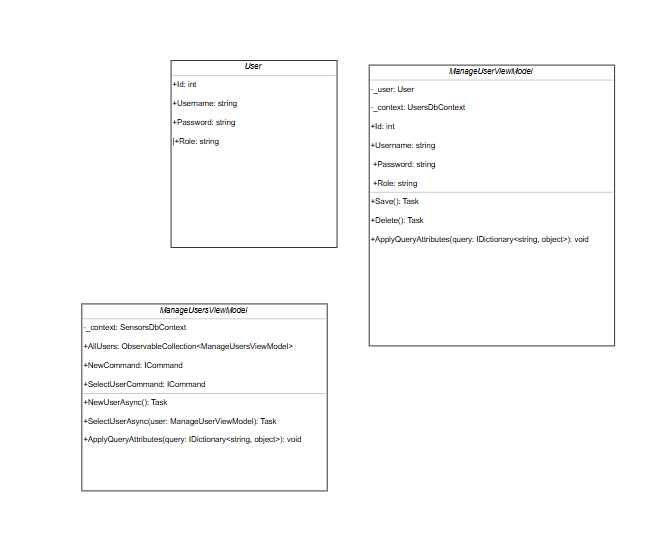 User
+Id: int
+Username: string
+Password: string
|+Role: string
ManageUserViewModel
-_user: User
-_context: UsersDbContext
+Id: int
+Username: string
+Password: string
+Role: string
+Save(): Task
+Delete(): Task
+ApplyQueryAttributes(query: IDictionary<string, object>): void
ManageUsersViewModel
-_context: SensorsDbContext
+AllUsers: ObservableCollection<ManageUsersViewModel>
+NewCommand: ICommand
+SelectUserCommand: ICommand
+NewUserAsync(): Task
+SelectUserAsync(user: ManageUserViewModel): Task
+ApplyQueryAttributes(query: IDictionary<string, object>): void